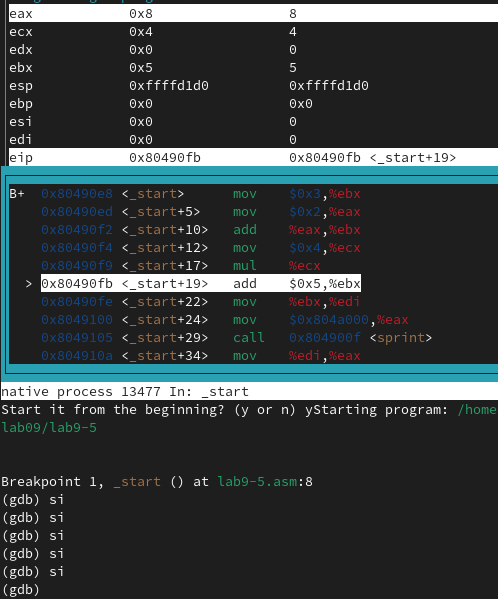 eax 0x8 8
ecx 0x4 4
edx 0x0 0
ebx 0x5 5
esp 0xffffd1d0 0xffffd1d0
ebp 0x0 0x0
esi 0x0 0
edi 0x0 0
eip 0x80490fb 0x80490fb <_start+19>
B+ 0x80490e8 <_start> mov $0x3,%ebx
0x80490ed <_start+5> mov $0x2,%eax
0x80490f2 <_start+10> add %eax,%ebx
0x80490f4 <_start+12> mov $0x4,%ecx
0x80490f9 <_start+17> mul %ecx
> 0x80490fb <_start+19> add $0x5,%ebx
0x80490fe <_start+22> mov %ebx,%edi
0x8049100 <_start+24> mov $0x804a000,%eax
0x8049105 <_start+29> call 0x804900f <sprint>
0x804910a <_start+34> mov %edi,%eax
native process 13477 In: _start
Start it from the beginning? (y or n) yStarting program: /home
lab09/lab9-5
Breakpoint 1, _start () at lab9-5.asm:8
(gdb) si
(gdb) si
(gdb) si
(gdb) si
(gdb) si
(gdb)